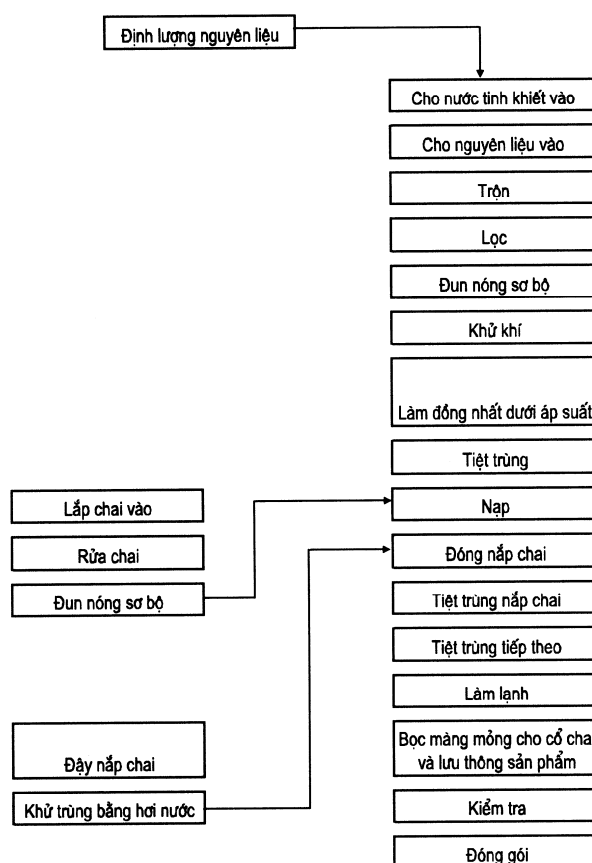 Định lượng nguyên liệu
Cho nước tinh khiết vào
Cho nguyên liệu vào
Trộn
Lọc
Đun nóng sơ bộ
Khử khí
Làm đồng nhất dưới áp suất
Tiệt trùng
Lắp chai vào
Nạp
Rửa chai
Đóng nắp chai
Đun nóng sơ bộ
Tiệt trùng nắp chai
Tiệt trùng tiếp theo
Làm lạnh
Đậy nắp chai
Bọc màng mỏng cho cổ cha
và lưu thông sản phẩm
Khử trùng bằng hơi nước
Kiểm tra
Đóng gói